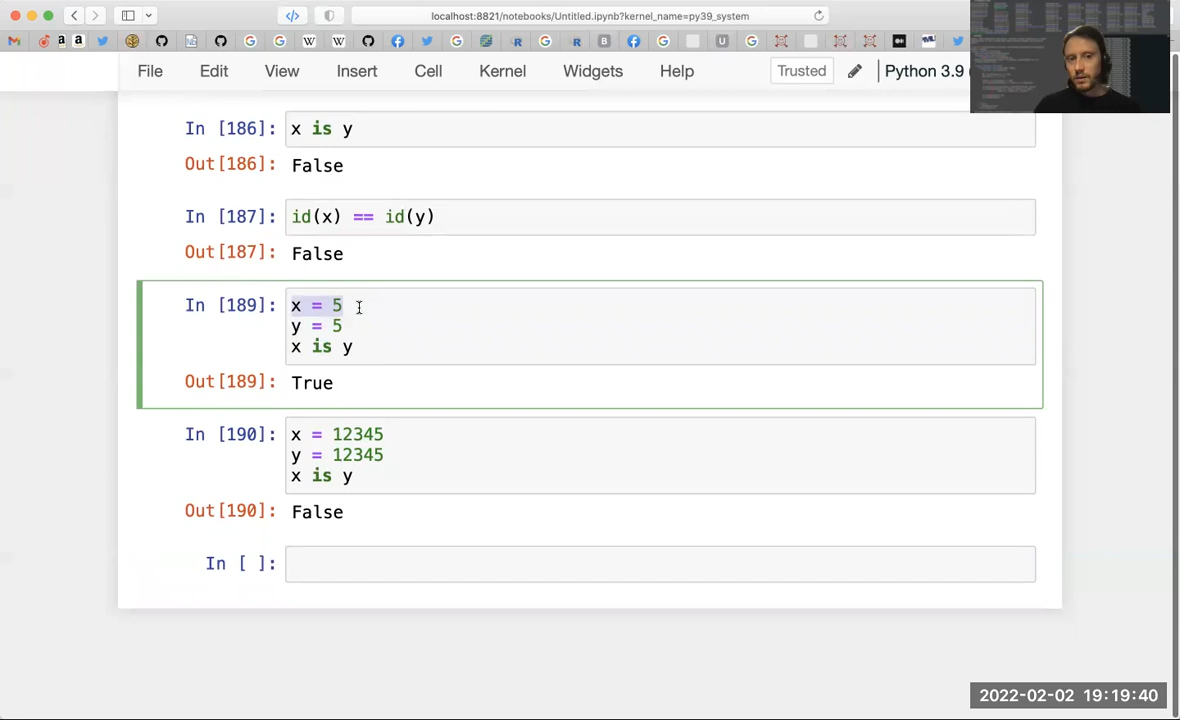 localhost:8821/notebooks/Untitled.ipynb?kernel_name=py39_system
File Edit View Insert Cell Kernel Widgets Help Trusted Python 3.9
In [186]: x is y
Out[186]: False
In [187]: id(x) == id(y)
Out[187]: False
In [189]: x = 5
y = 5
x is y
Out[189]: True
In [190]: x = 12345
y = 12345
x is y
Out[190]: False
In [ ]:
2022-02-02 19:19:40